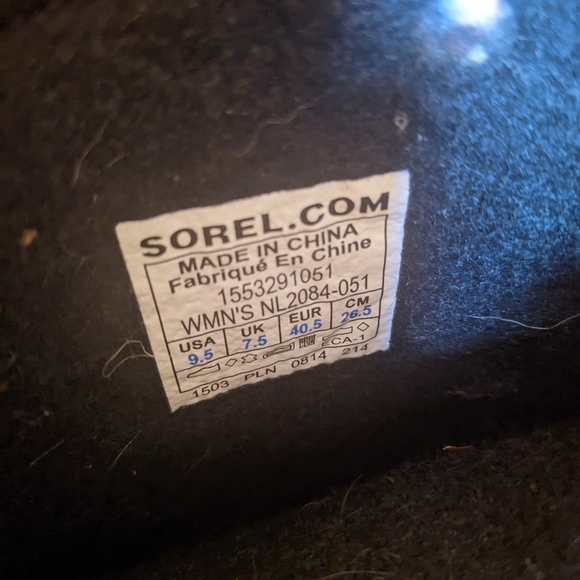 SOREL.COM
MADE IN CHINA
Fabriqué En Chine
1553291051
WMN'S NL2084-051
USA UK EUR CM
9.5 7.5 40.5 26.5
ECA-1
1503 PLN 0814 214